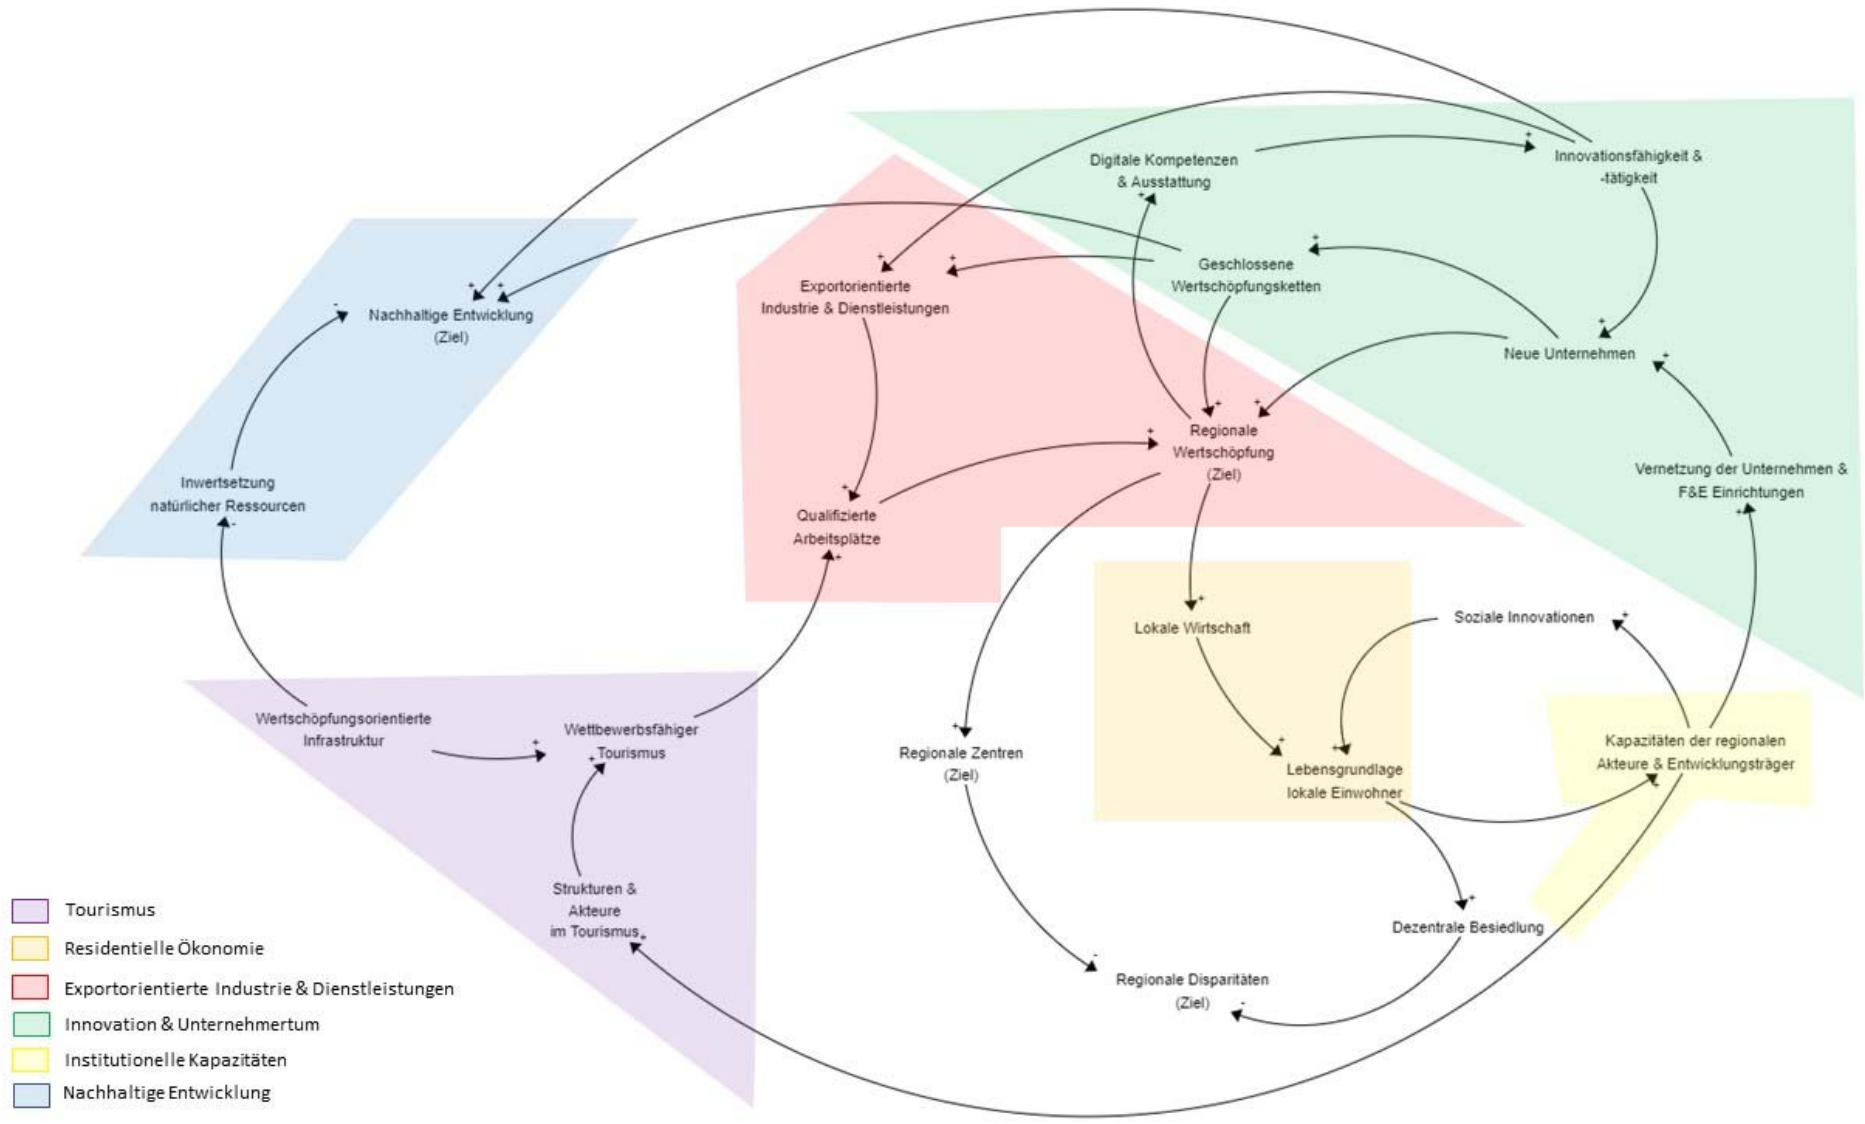 Digitale Kompetenzen
& Ausstattung
Innovationsfähigkeit &
-tätigkeit
Geschlossene
Wertschöpfungsketten
Exportorientierte
Industrie & Dienstleistungen
Nachhaltige Entwicklung
(Ziel)
Neue Unternehmen
Regionale
Wertschöpfung
(Ziel)
Vernetzung der Unternehmen &
F&E Einrichtungen
Inwertsetzung
natürlicher Ressourcen
Qualifizierte
Arbeitsplätze
Lokale Wirtschaft
Soziale Innovationen
Wertschöpfungsorientierte
Infrastruktur
Wettbewerbsfähiger
Tourismus
Regionale Zentren
(Ziel)
Lebensgrundlage
lokale Einwohner
Kapazitäten der regionalen
Akteure & Entwicklungsträger
Strukturen &
Akteure
im Tourismus
Dezentrale Besiedlung
Regionale Disparitäten
(Ziel)
Tourismus
Residentielle Ökonomie
Exportorientierte Industrie & Dienstleistungen
Innovation & Unternehmertum
Institutionelle Kapazitäten
Nachhaltige Entwicklung